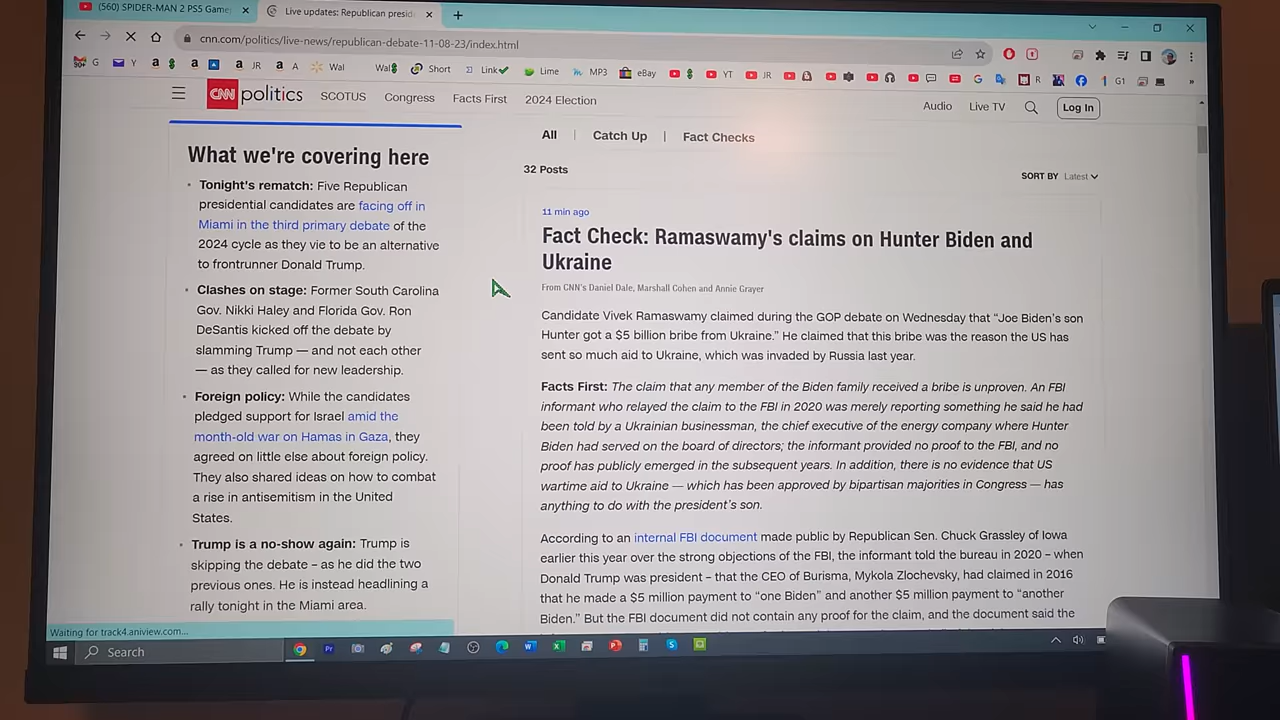 (560) SPIDER-MAN 2 PS5 Game
Live updates: Republican presid
cnn.com/politics/live-news/republican-debate-11-08-23/index.html
G
Y
a
a
JR
a A
Wal
Wal
Short
Link
Lime
MP3
eBay
YT
JR
R
G1
CNN politics
SCOTUS
Congress
Facts First
2024 Election
Audio
Live TV
Log In
What we're covering here
Tonight's rematch: Five Republican
presidential candidates are facing off in
Miami in the third primary debate of the
2024 cycle as they vie to be an alternative
to frontrunner Donald Trump.
Clashes on stage: Former South Carolina
Gov. Nikki Haley and Florida Gov. Ron
DeSantis kicked off the debate by
slamming Trump — and not each other
— as they called for new leadership.
Foreign policy: While the candidates
pledged support for Israel amid the
month-old war on Hamas in Gaza, they
agreed on little else about foreign policy.
They also shared ideas on how to combat
a rise in antisemitism in the United
States.
Trump is a no-show again: Trump is
skipping the debate – as he did the two
previous ones. He is instead headlining a
rally tonight in the Miami area.
All | Catch Up | Fact Checks
32 Posts
SORT BY Latest
11 min ago
Fact Check: Ramaswamy's claims on Hunter Biden and
Ukraine
From CNN's Daniel Dale, Marshall Cohen and Annie Grayer
Candidate Vivek Ramaswamy claimed during the GOP debate on Wednesday that “Joe Biden's son
Hunter got a $5 billion bribe from Ukraine.” He claimed that this bribe was the reason the US has
sent so much aid to Ukraine, which was invaded by Russia last year.
Facts First: The claim that any member of the Biden family received a bribe is unproven. An FBI
informant who relayed the claim to the FBI in 2020 was merely reporting something he said he had
been told by a Ukrainian businessman, the chief executive of the energy company where Hunter
Biden had served on the board of directors; the informant provided no proof to the FBI, and no
proof has publicly emerged in the subsequent years. In addition, there is no evidence that US
wartime aid to Ukraine — which has been approved by bipartisan majorities in Congress — has
anything to do with the president's son.
According to an internal FBI document made public by Republican Sen. Chuck Grassley of Iowa
earlier this year over the strong objections of the FBI, the informant told the bureau in 2020 – when
Donald Trump was president – that the CEO of Burisma, Mykola Zlochevsky, had claimed in 2016
that he made a $5 million payment to “one Biden” and another $5 million payment to “another
Biden.” But the FBI document did not contain any proof for the claim, and the document said the
Waiting for track4.aniview.com...
Search